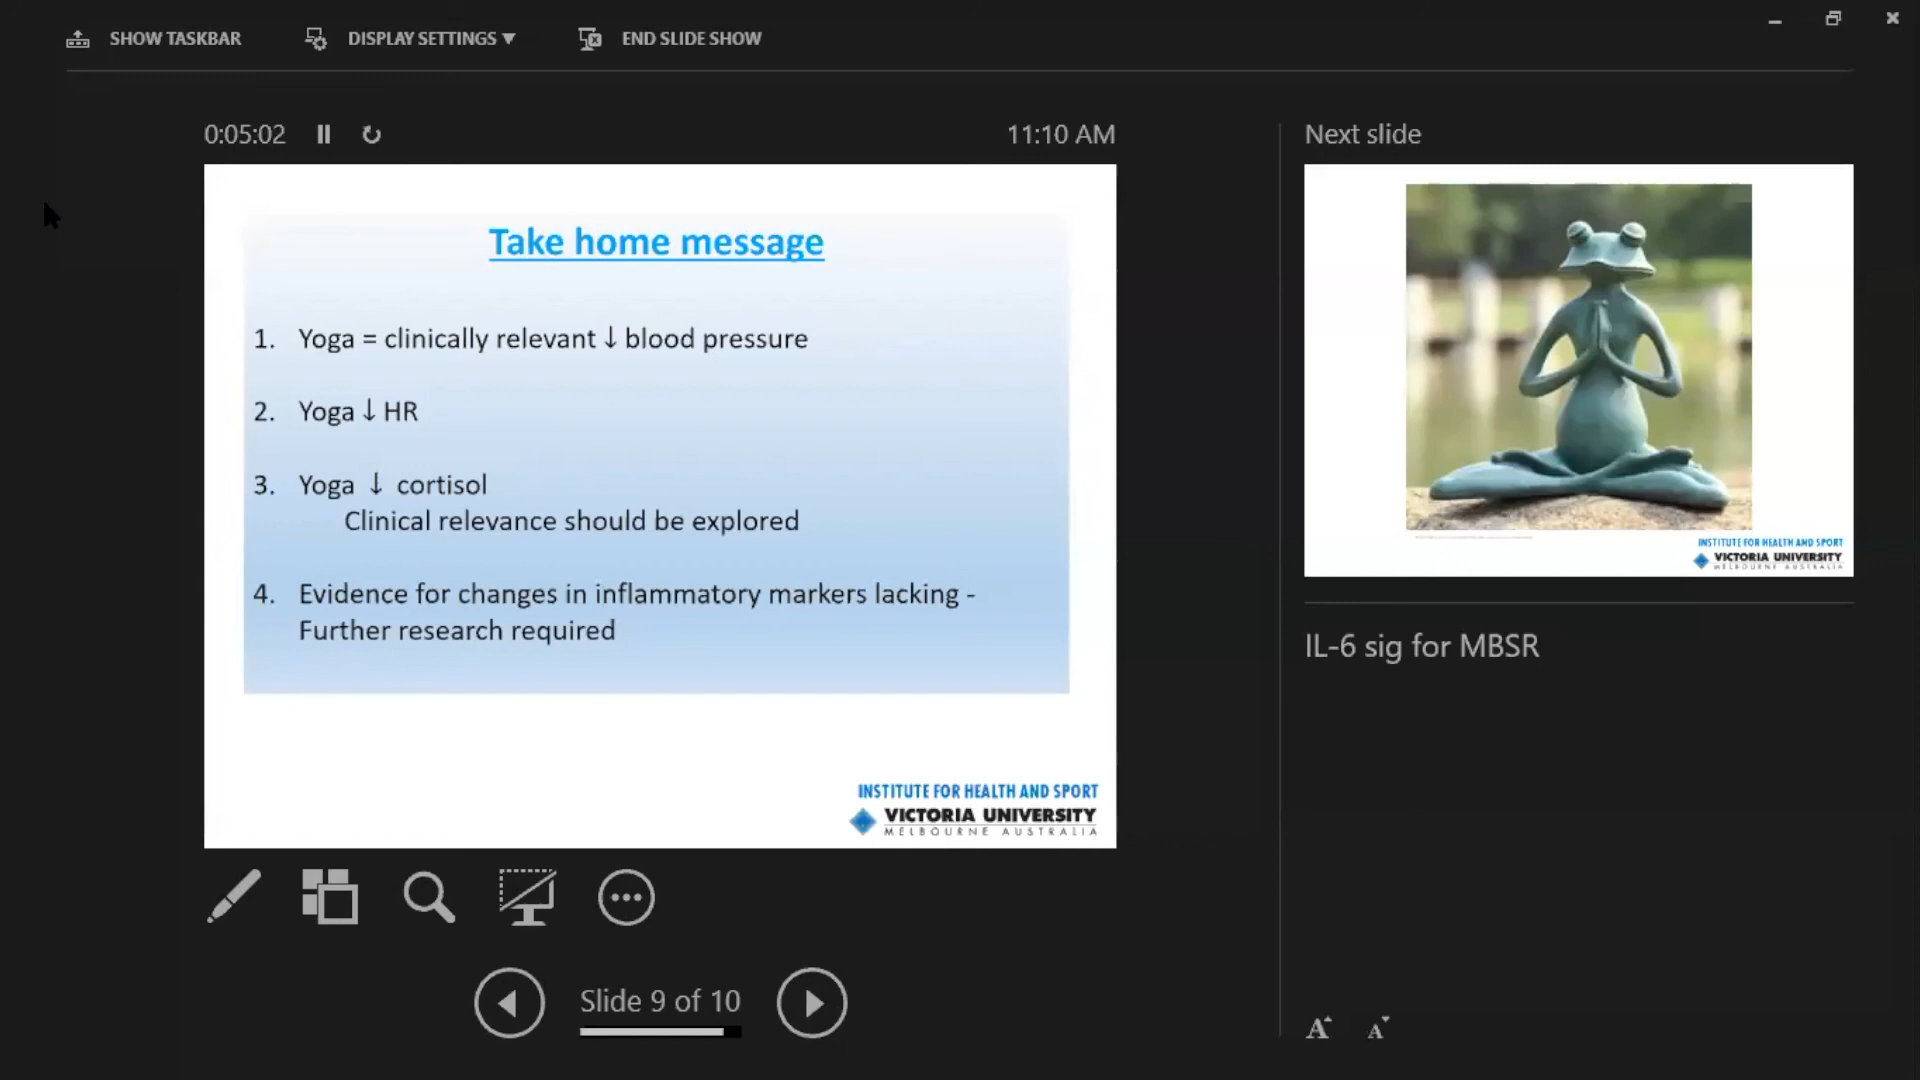 SHOW TASKBAR
DISPLAY SETTINGS ▼
END SLIDE SHOW
0:05:02
11:10 AM
Take home message
1. Yoga = clinically relevant ↓ blood pressure
2. Yoga ↓ HR
3. Yoga ↓ cortisol
Clinical relevance should be explored
4. Evidence for changes in inflammatory markers lacking -
Further research required
INSTITUTE FOR HEALTH AND SPORT
VICTORIA UNIVERSITY
MELBOURNE AUSTRALIA
Slide 9 of 10
Next slide
INSTITUTE FOR HEALTH AND SPORT
VICTORIA UNIVERSITY
MELBOURNE AUSTRALIA
IL-6 sig for MBSR
A A